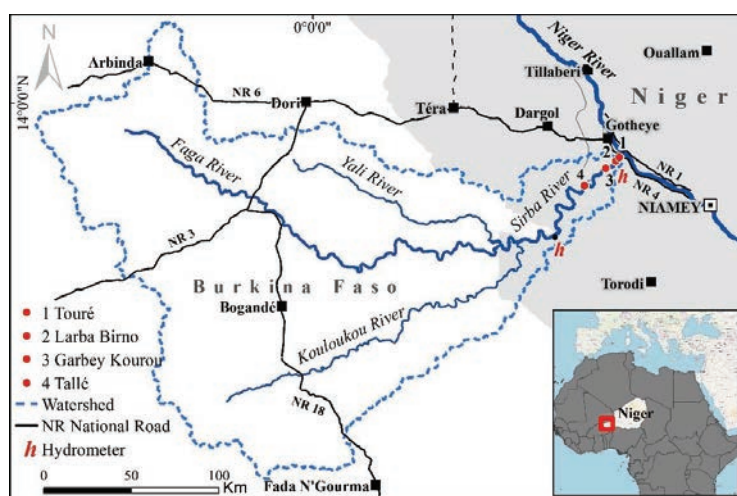 0°0'0"
N
14°0'0"N
Arbinda
NR 6
Dori
Téra
Dargol
Tillaberi
Niger River
Ouallam
Niger
Gotheye
1
2
3
4
h
NR 1
NR 4
NIAMEY
Faga River
Yali River
Sirba River
h
NR 3
Burkina Faso
Torodi
Bogandé
Kouloukou River
NR 18
Fada N'Gourma
1 Touré
2 Larba Birno
3 Garbey Kourou
4 Tallé
Watershed
NR National Road
h Hydrometer
0 50 100
Km
Niger